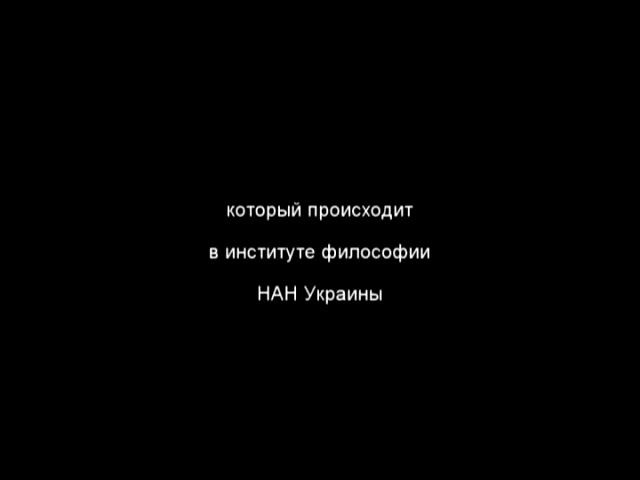 который происходит
в институте философии
НАН Украины